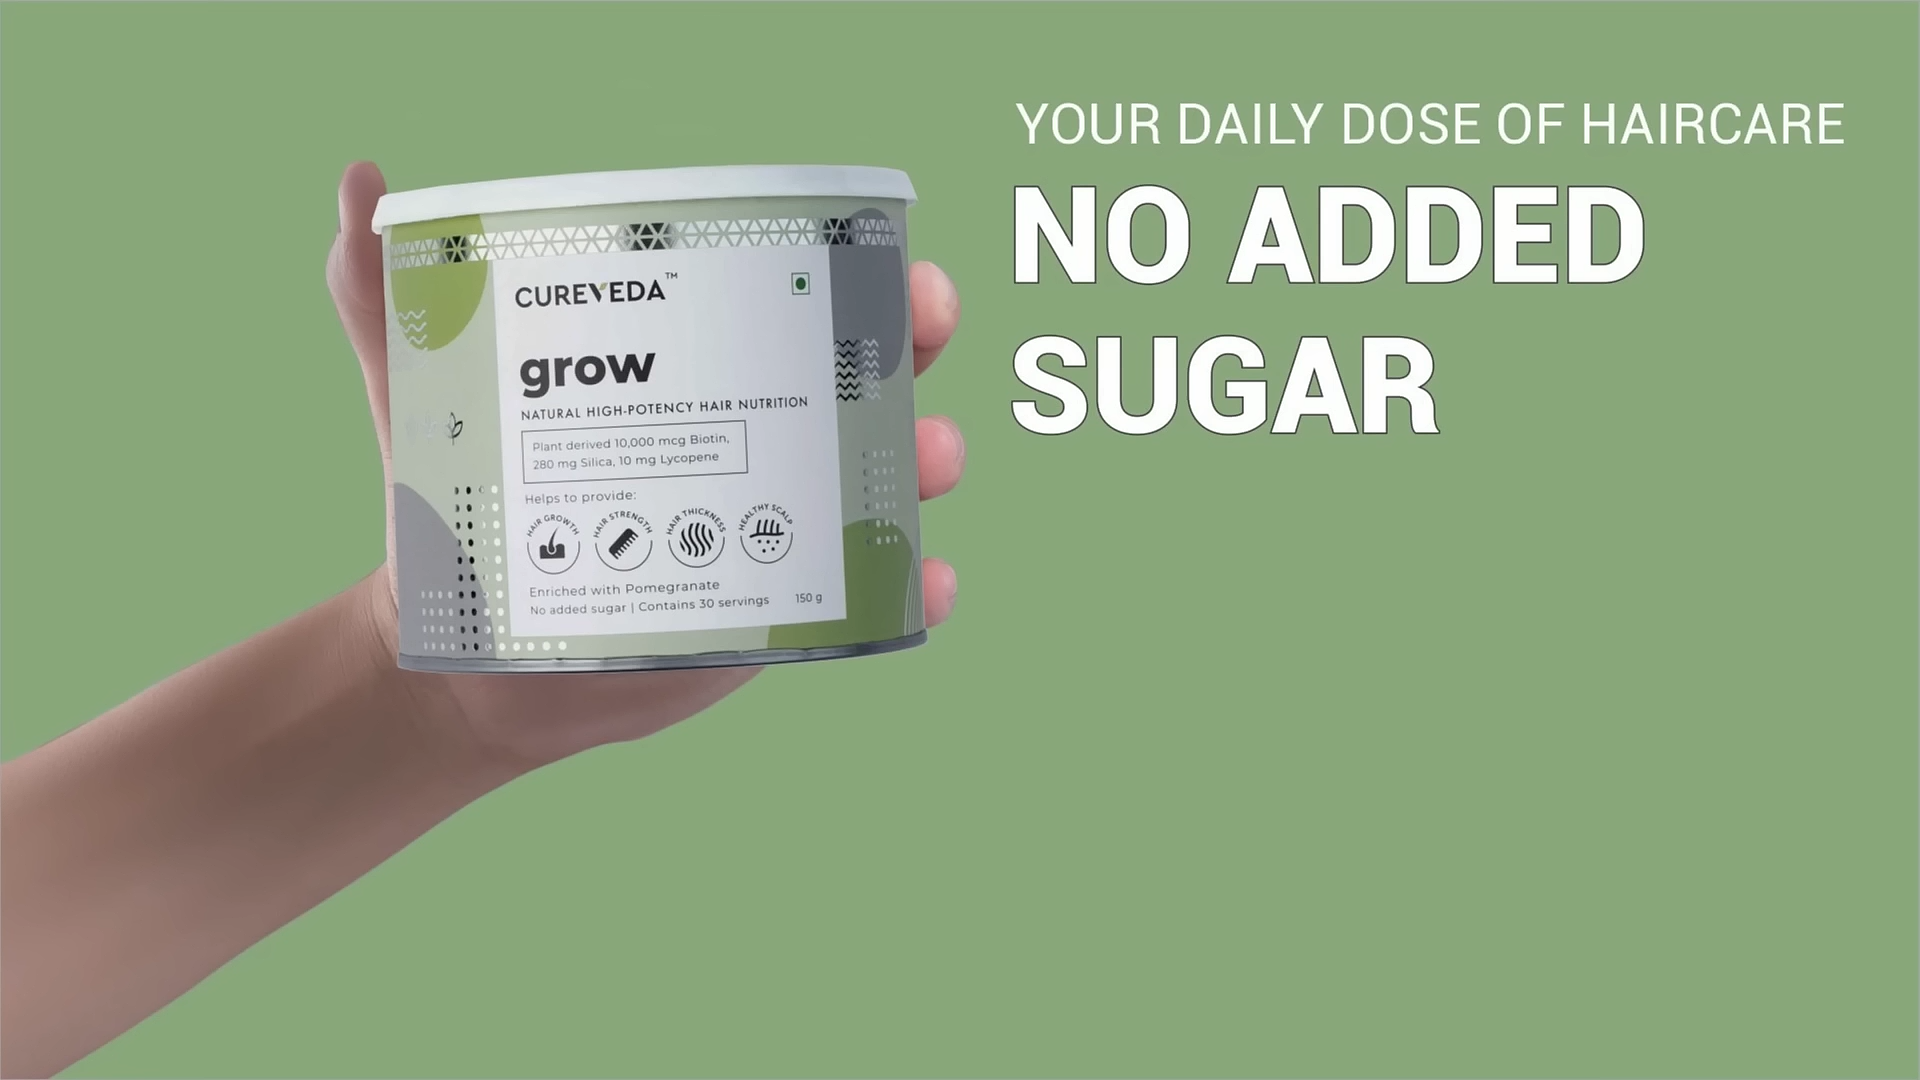 YOUR DAILY DOSE OF HAIRCARE
NO ADDED
SUGAR
CUREVEDA™
grow
NATURAL HIGH-POTENCY HAIR NUTRITION
Plant derived 10,000 mcg Biotin,
280 mg Silica, 10 mg Lycopene
Helps to provide:
HAIR GROWTH
HAIR STRENGTH
HAIR THICKNESS
HEALTHY SCALP
Enriched with Pomegranate
No added sugar | Contains 30 servings
150 g